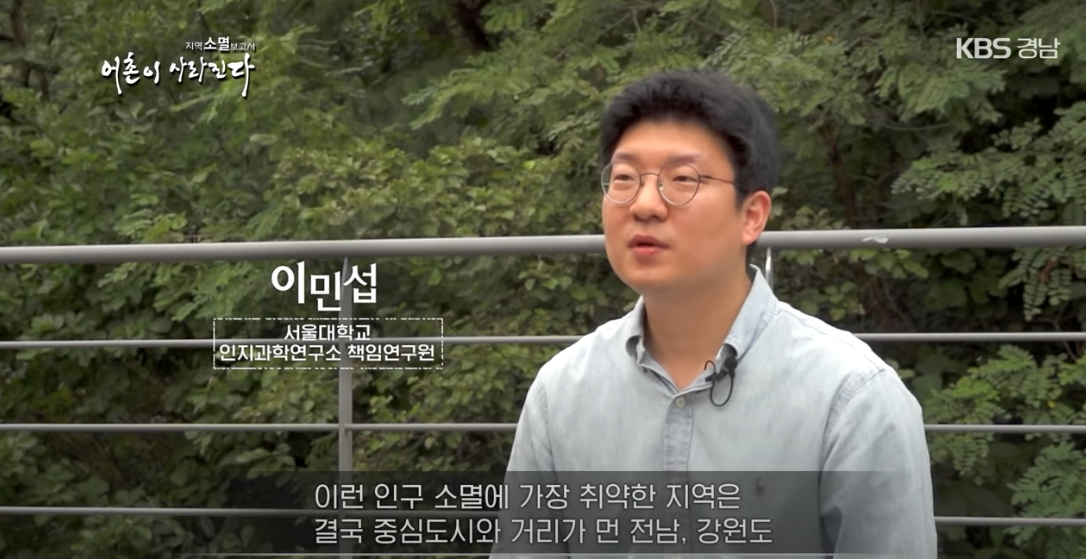 지역소멸보고서
어촌이 사라진다
KBS 경남
이민섭
서울대학교
인지과학연구소 책임연구원
이런 인구 소멸에 가장 취약한 지역은
결국 중심도시와 거리가 먼 전남, 강원도